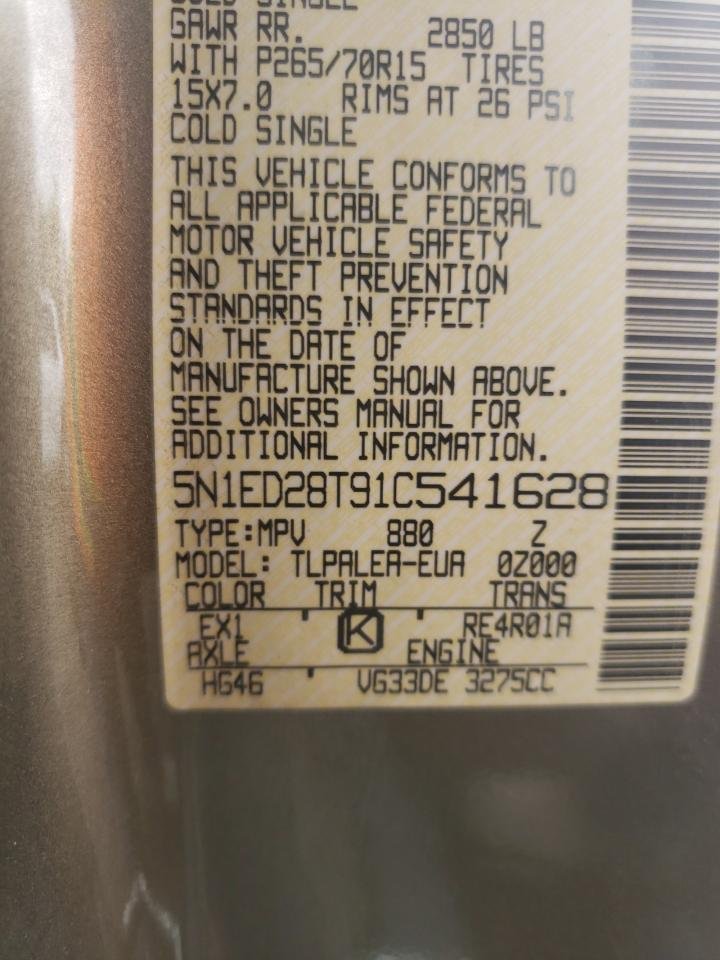 COLD SINGLE
GAWR RR. 2850 LB
WITH P265/70R15 TIRES
15X7.0 RIMS AT 26 PSI
COLD SINGLE
THIS VEHICLE CONFORMS TO
ALL APPLICABLE FEDERAL
MOTOR VEHICLE SAFETY
AND THEFT PREVENTION
STANDARDS IN EFFECT
ON THE DATE OF
MANUFACTURE SHOWN ABOVE.
SEE OWNERS MANUAL FOR
ADDITIONAL INFORMATION.
5N1ED28T91C541628
TYPE:MPV 880 Z
MODEL: TLPALEA-EUA 0Z000
COLOR TRIM TRANS
EX1 K RE4R01A
AXLE ENGINE
HG46 VG33DE 3275CC